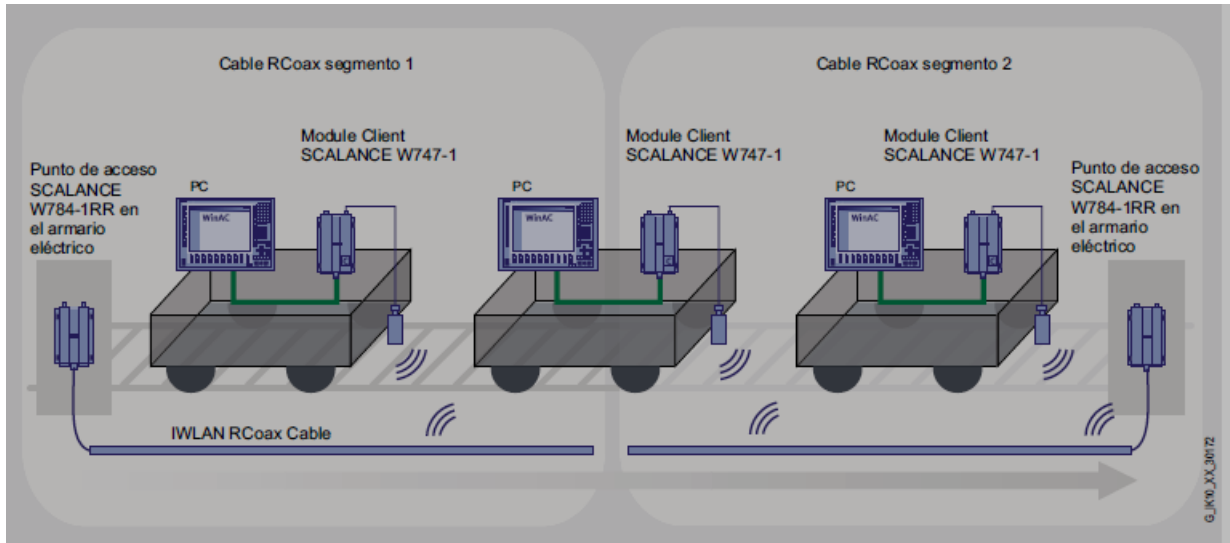 Cable RCoax segmento 1
Cable RCoax segmento 2
Punto de acceso
SCALANCE
W784-1RR en
el armario
eléctrico
PC
WinAC
Module Client
SCALANCE W747-1
PC
WinAC
Module Client
SCALANCE W747-1
PC
WinAC
Module Client
SCALANCE W747-1
Punto de acceso
SCALANCE
W784-1RR en
el armario
eléctrico
IWLAN RCoax Cable
G_IK10_XX_30172